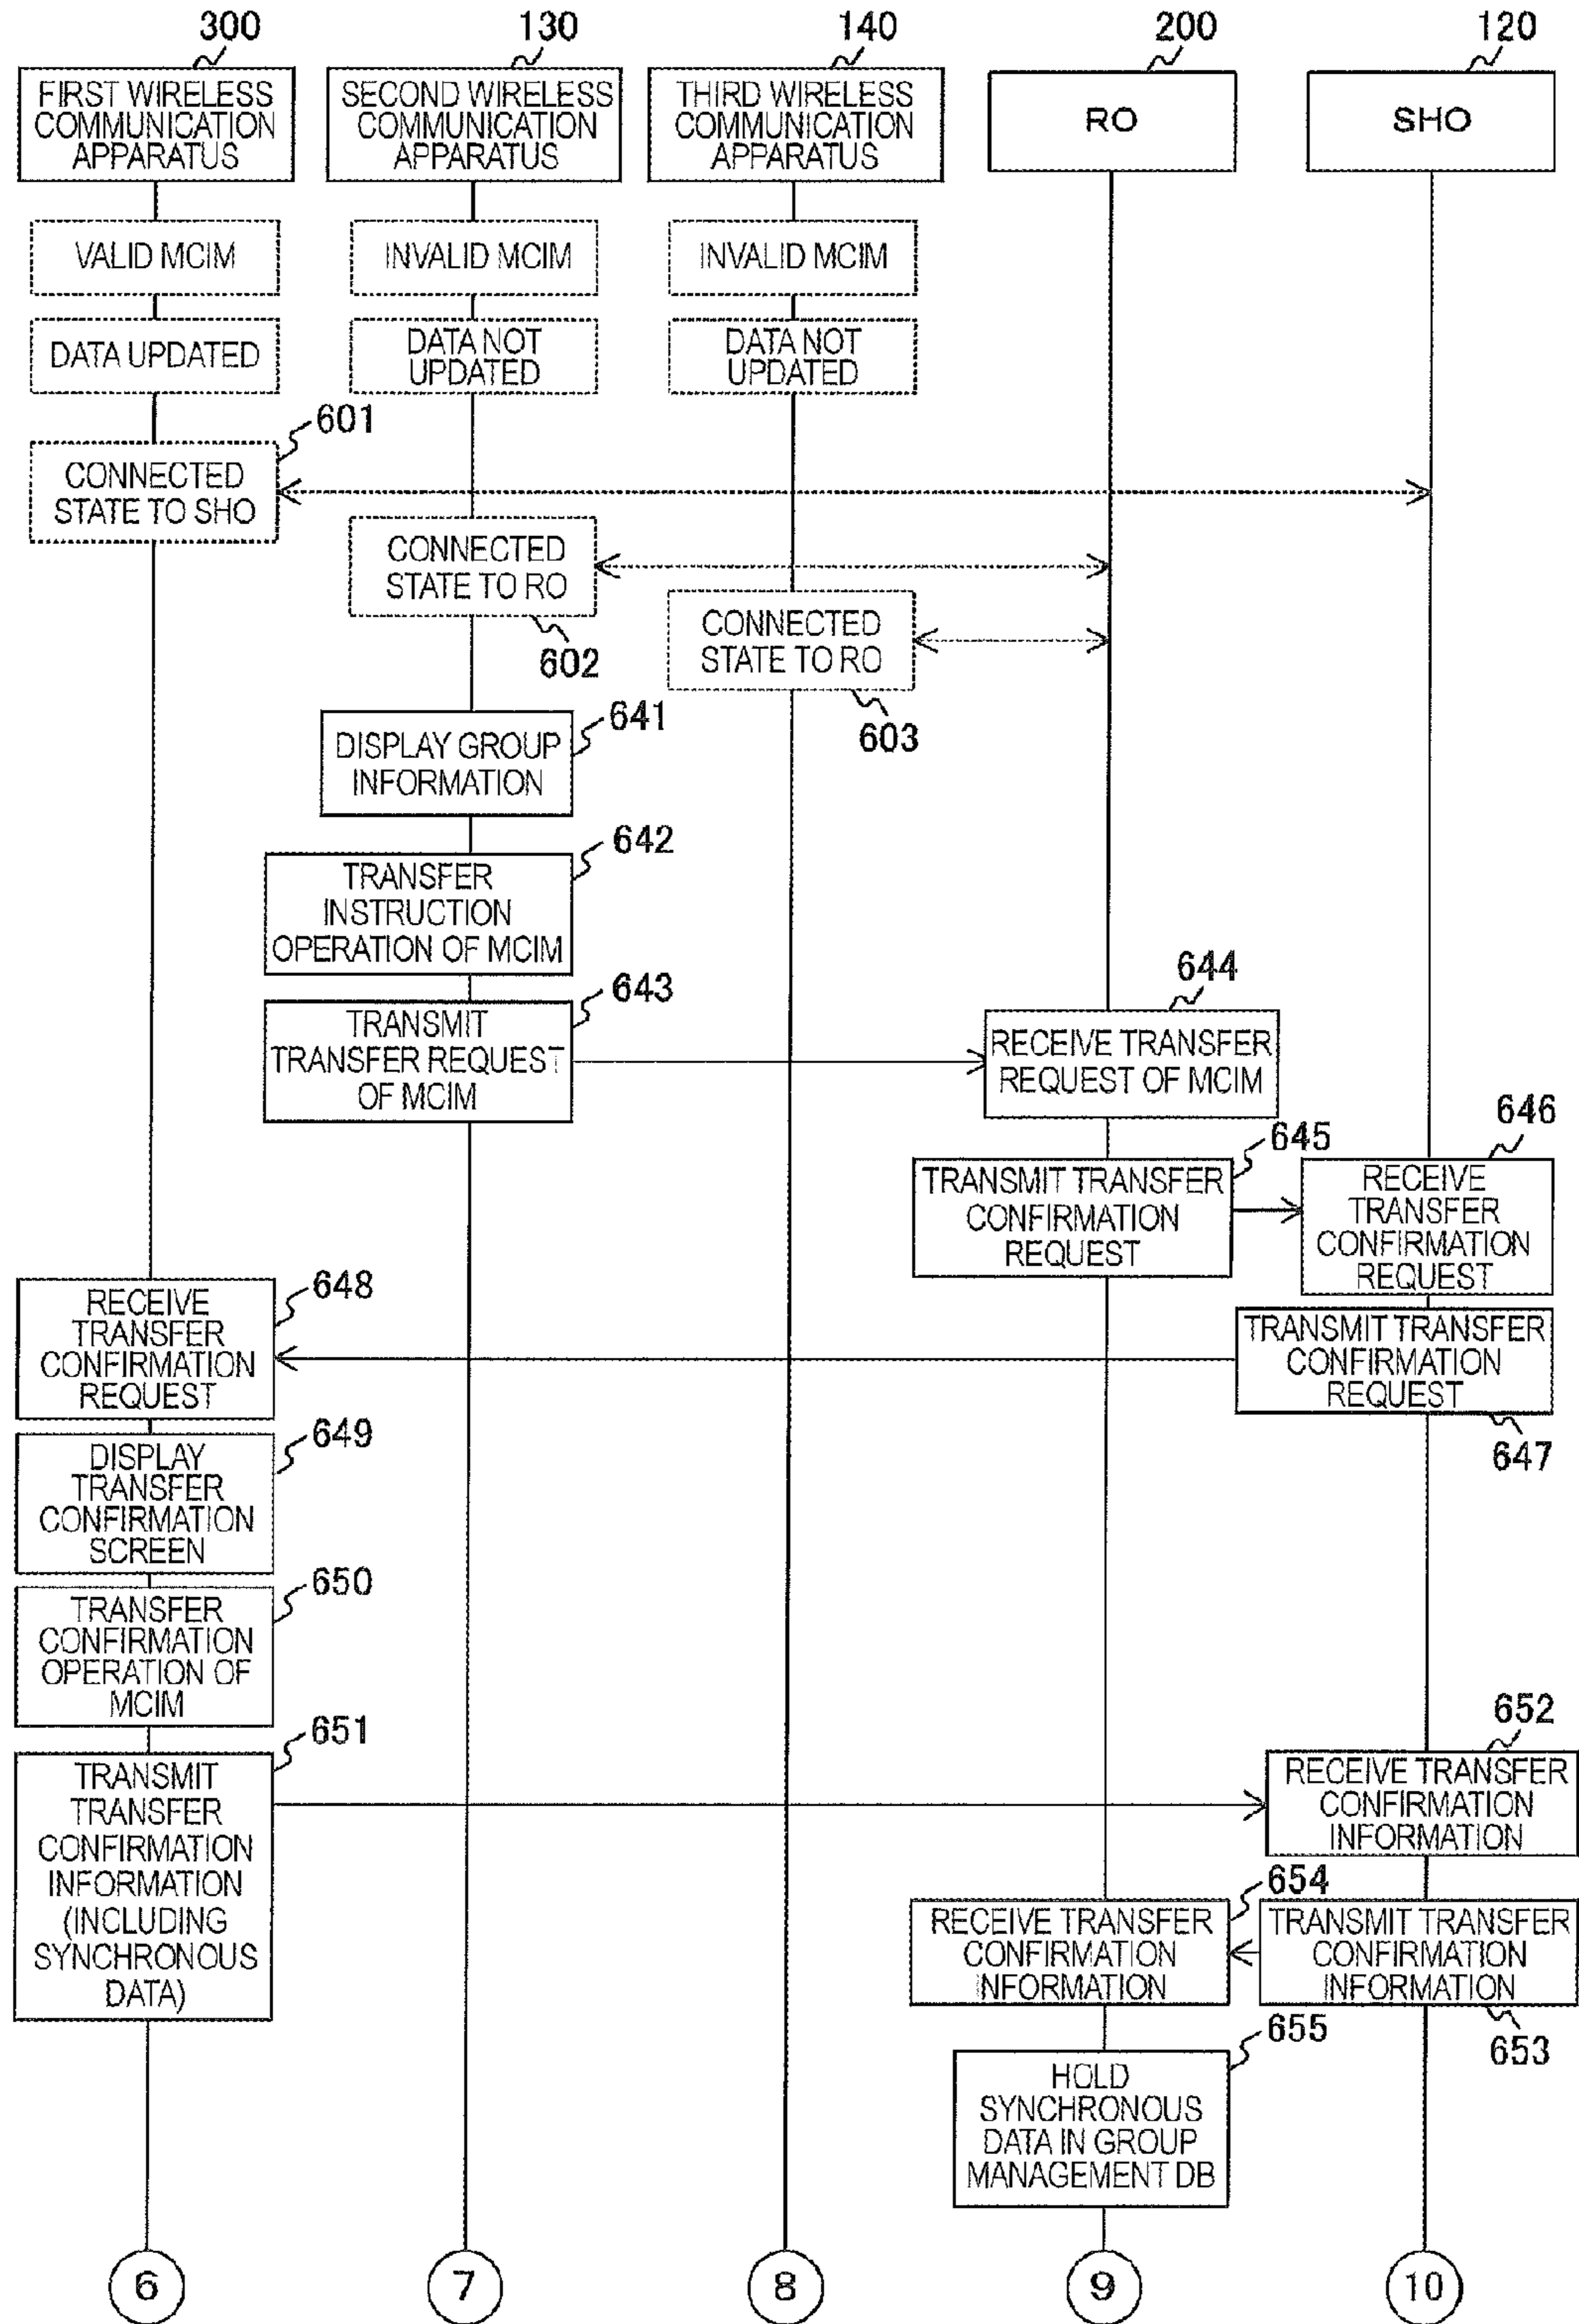 300
130
140
200
120
FIRST WIRELESS
COMMUNICATION
APPARATUS
SECOND WIRELESS
COMMUNICATION
APPARATUS
THIRD WIRELESS
COMMUNICATION
APPARATUS
RO
SHO
VALID MCIM
INVALID MCIM
INVALID MCIM
DATA UPDATED
DATA NOT
UPDATED
DATA NOT
UPDATED
601
CONNECTED
STATE TO SHO
CONNECTED
STATE TO RO
602
CONNECTED
STATE TO RO
603
641
DISPLAY GROUP
INFORMATION
642
TRANSFER
INSTRUCTION
OPERATION OF MCIM
643
TRANSMIT
TRANSFER REQUEST
OF MCIM
644
RECEIVE TRANSFER
REQUEST OF MCIM
645
TRANSMIT TRANSFER
CONFIRMATION
REQUEST
646
RECEIVE
TRANSFER
CONFIRMATION
REQUEST
648
RECEIVE
TRANSFER
CONFIRMATION
REQUEST
TRANSMIT TRANSFER
CONFIRMATION
REQUEST
647
649
DISPLAY
TRANSFER
CONFIRMATION
SCREEN
650
TRANSFER
CONFIRMATION
OPERATION OF
MCIM
651
TRANSMIT
TRANSFER
CONFIRMATION
INFORMATION
(INCLUDING
SYNCHRONOUS
DATA)
652
RECEIVE TRANSFER
CONFIRMATION
INFORMATION
654
RECEIVE TRANSFER
CONFIRMATION
INFORMATION
TRANSMIT TRANSFER
CONFIRMATION
INFORMATION
653
655
HOLD
SYNCHRONOUS
DATA IN GROUP
MANAGEMENT DB
6
7
8
9
10